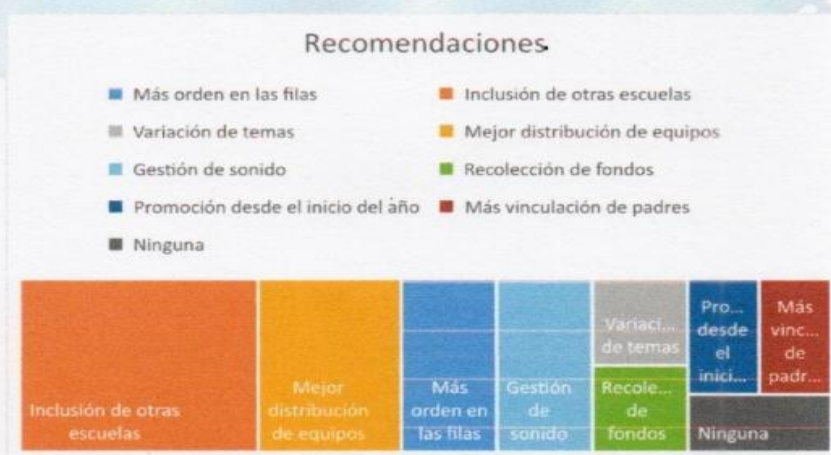 Recomendaciones.
Más orden en las filas
Inclusión de otras escuelas
Variación de temas
Mejor distribución de equipos
Gestión de sonido
Recolección de fondos
Promoción desde el inicio del año
Más vinculación de padres
Ninguna
Inclusión de otras
escuelas
Mejor
distribución
de equipos
Más
orden en
las filas
Gestión
de
sonido
Variaci...
de temas
Recole...
de
fondos
Pro...
desde
el
inici...
Más
vinc...
de
padr...
Ninguna